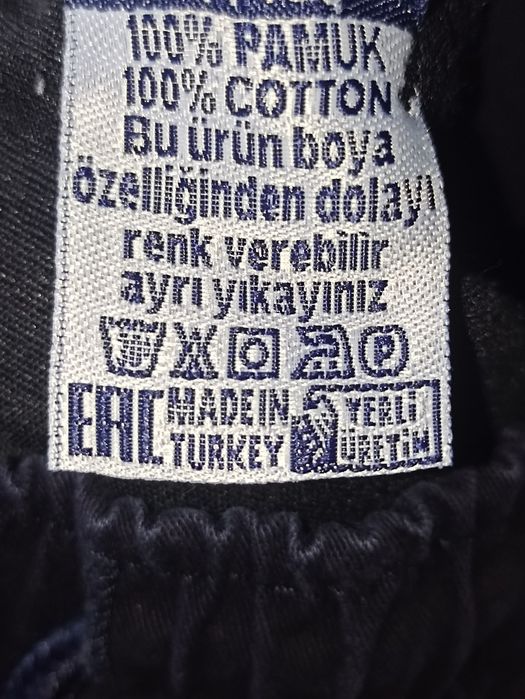 100% PAMUK
100% COTTON
Bu ürün boya
özelliğinden dolayı
renk verebilir
ayrı yıkayınız
P
EAC MADE IN TURKEY YERLİ ÜRETİM